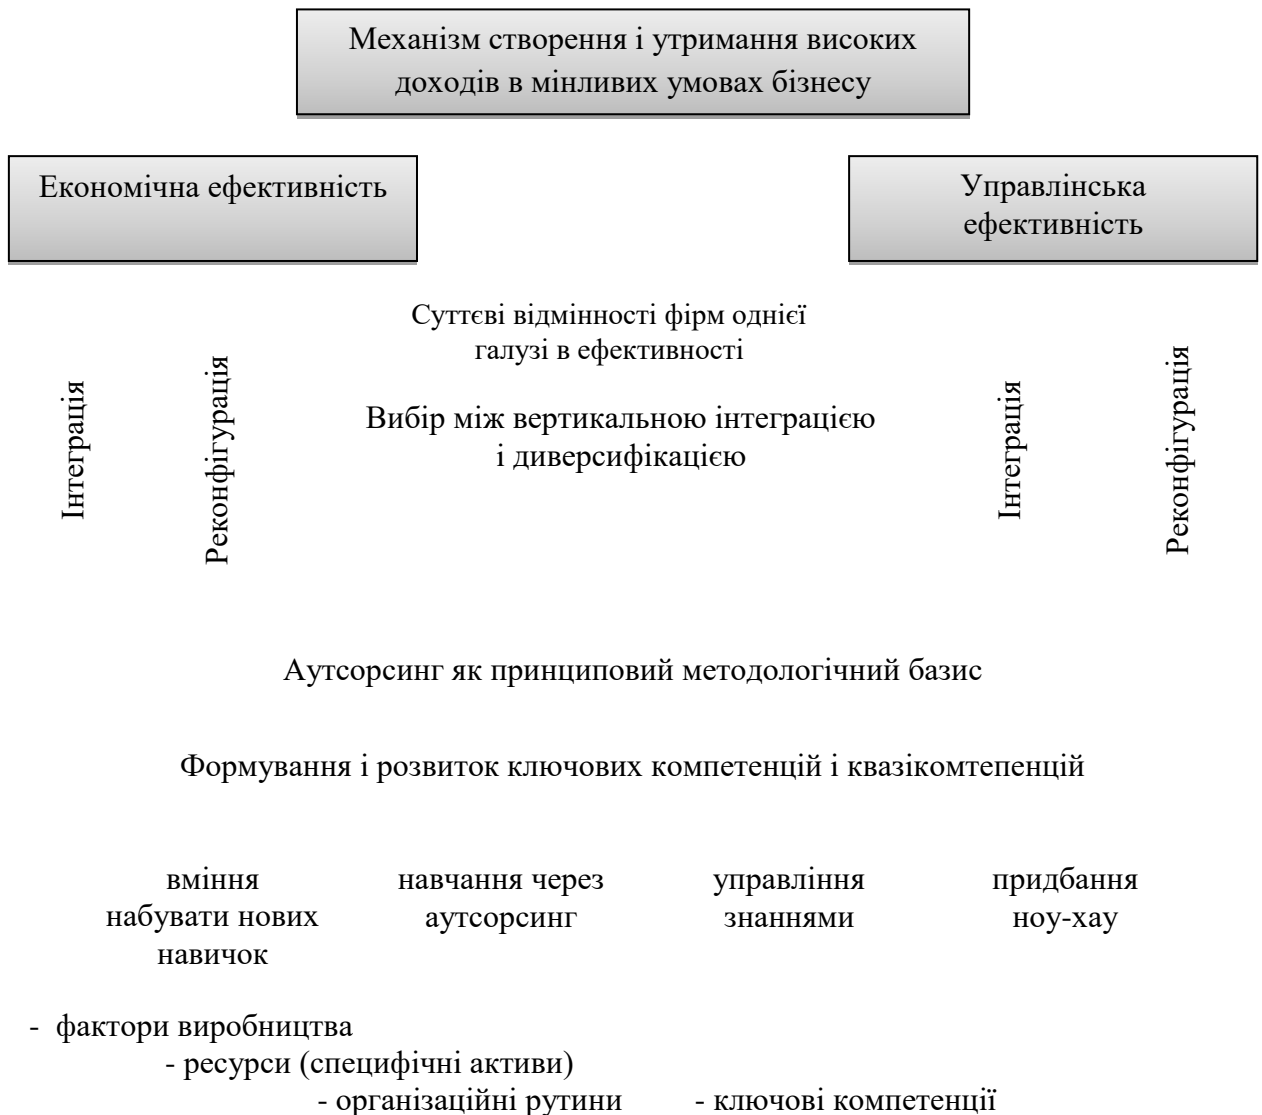 Механізм створення і утримання високих
доходів в мінливих умовах бізнесу
Економічна ефективність
Управлінська
ефективність
Суттєві відмінності фірм однієї
галузі в ефективності
Інтеграція
Реконфігурація
Вибір між вертикальною інтеграцією
і диверсифікацією
Інтеграція
Реконфігурація
Аутсорсинг як принциповий методологічний базис
Формування і розвиток ключових компетенцій і квазікомтепенцій
вміння
набувати нових
навичок
навчання через
аутсорсинг
управління
знаннями
придбання
ноу-хау
- фактори виробництва
- ресурси (специфічні активи)
- організаційні рутини - ключові компетенції